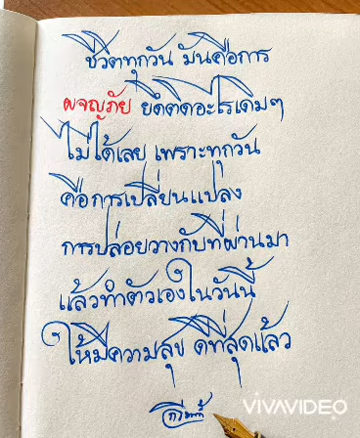 ชีวิตทุกวัน มันคือการ
ผจญภัย ยึดติดอะไรเดิมๆ
ไม่ได้เลย เพราะทุกวัน
คือการเปลี่ยนแปลง
การปล่อยวางกับที่ผ่านมา
แล้วทำตัวเองในวันนี้
ให้มีความสุข ดีที่สุดแล้ว
VIVAVIDEO